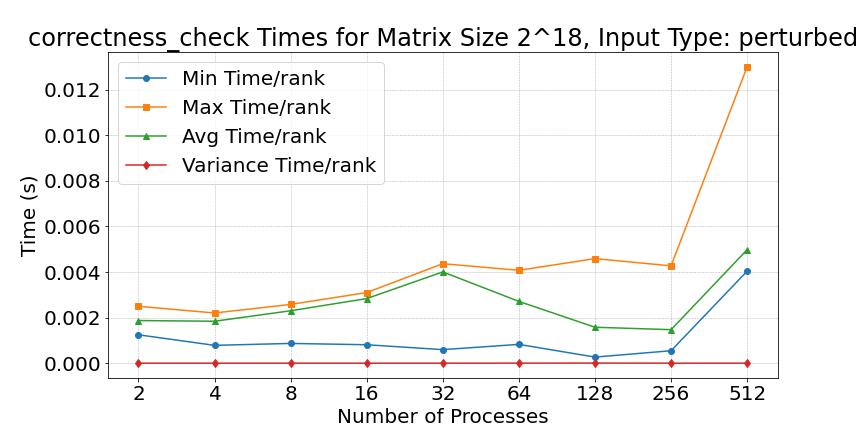 correctness_check Times for Matrix Size 2^18, Input Type: perturbed
Min Time/rank
Max Time/rank
Avg Time/rank
Variance Time/rank
Time (s)
0.012
0.010
0.008
0.006
0.004
0.002
0.000
2 4 8 16 32 64 128 256 512
Number of Processes